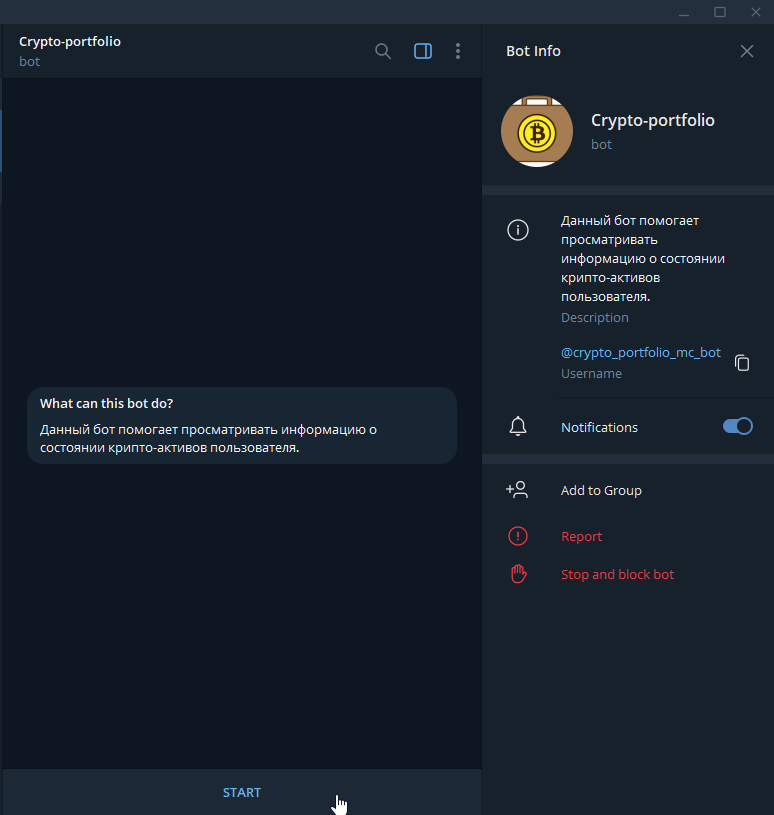 Crypto-portfolio
bot
What can this bot do?
Данный бот помогает просматривать информацию о
состоянии крипто-активов пользователя.
START
Bot Info
Crypto-portfolio
bot
Данный бот помогает
просматривать
информацию о состоянии
крипто-активов
пользователя.
Description
@crypto_portfolio_mc_bot
Username
Notifications
Add to Group
Report
Stop and block bot